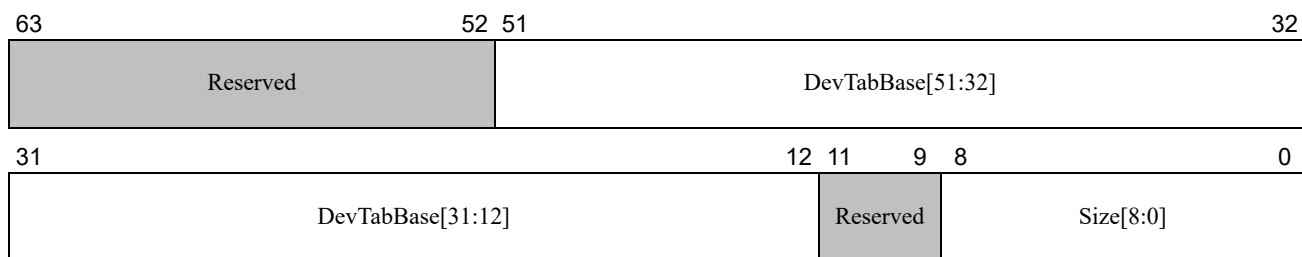 63 52 51 32
Reserved DevTabBase[51:32]
31 12 11 9 8 0
DevTabBase[31:12] Reserved Size[8:0]